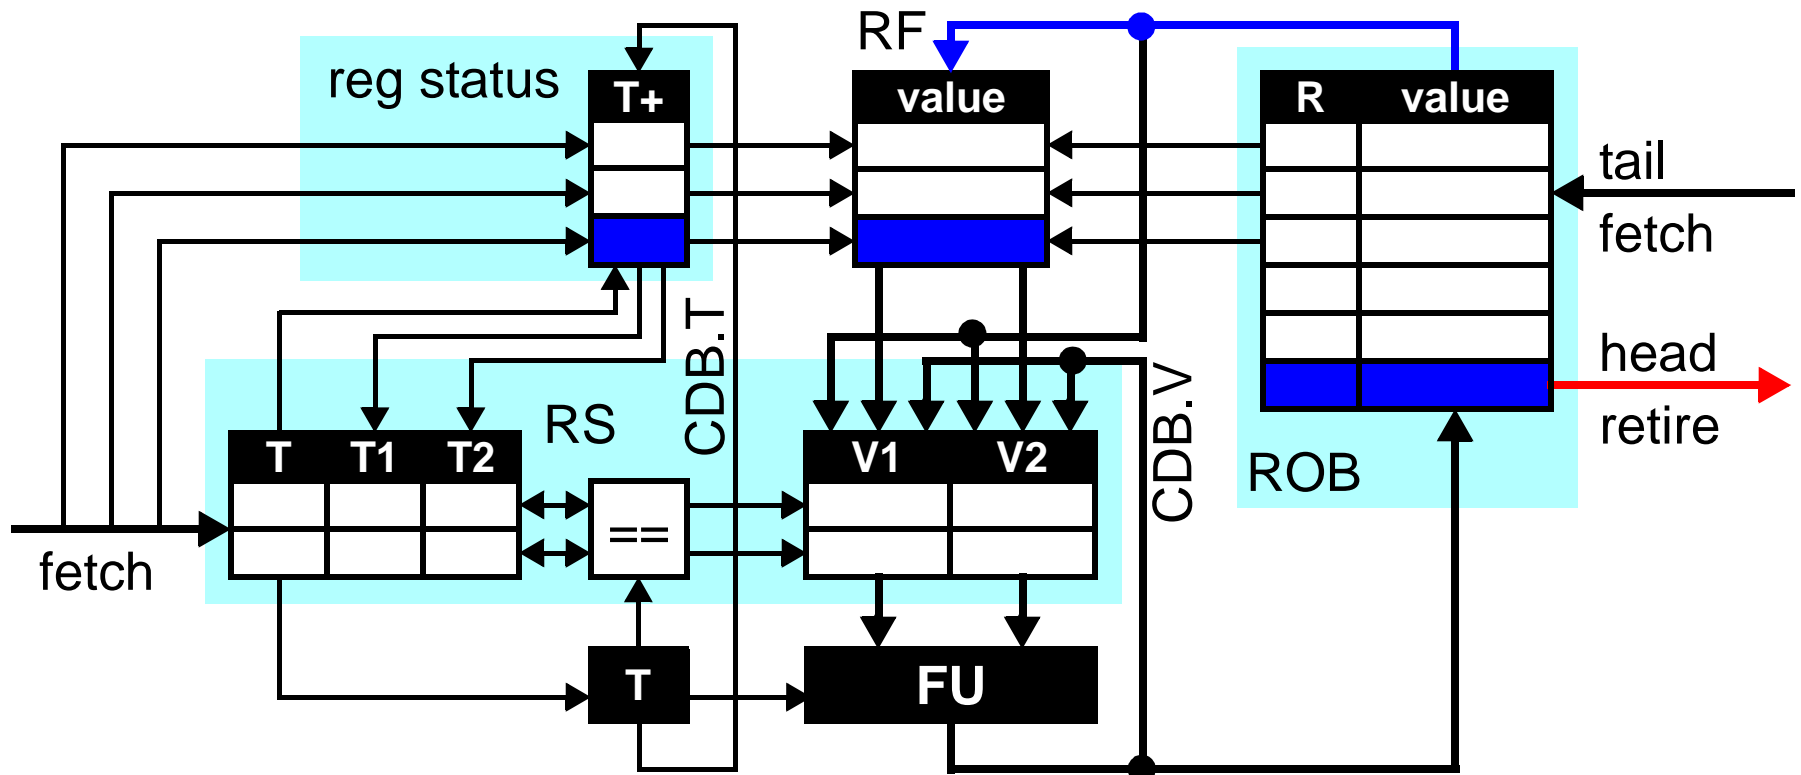 RF
reg status
T+
value
R value
tail
fetch
CDB.T
head
retire
CDB.V
RS
ROB
T T1 T2
V1 V2
==
fetch
T
FU